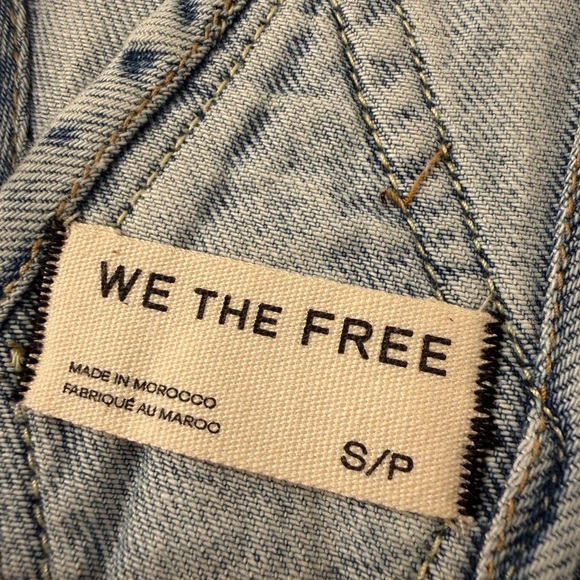 WE THE FREE
MADE IN MOROCCO
FABRIQUÉ AU MAROC
S/P